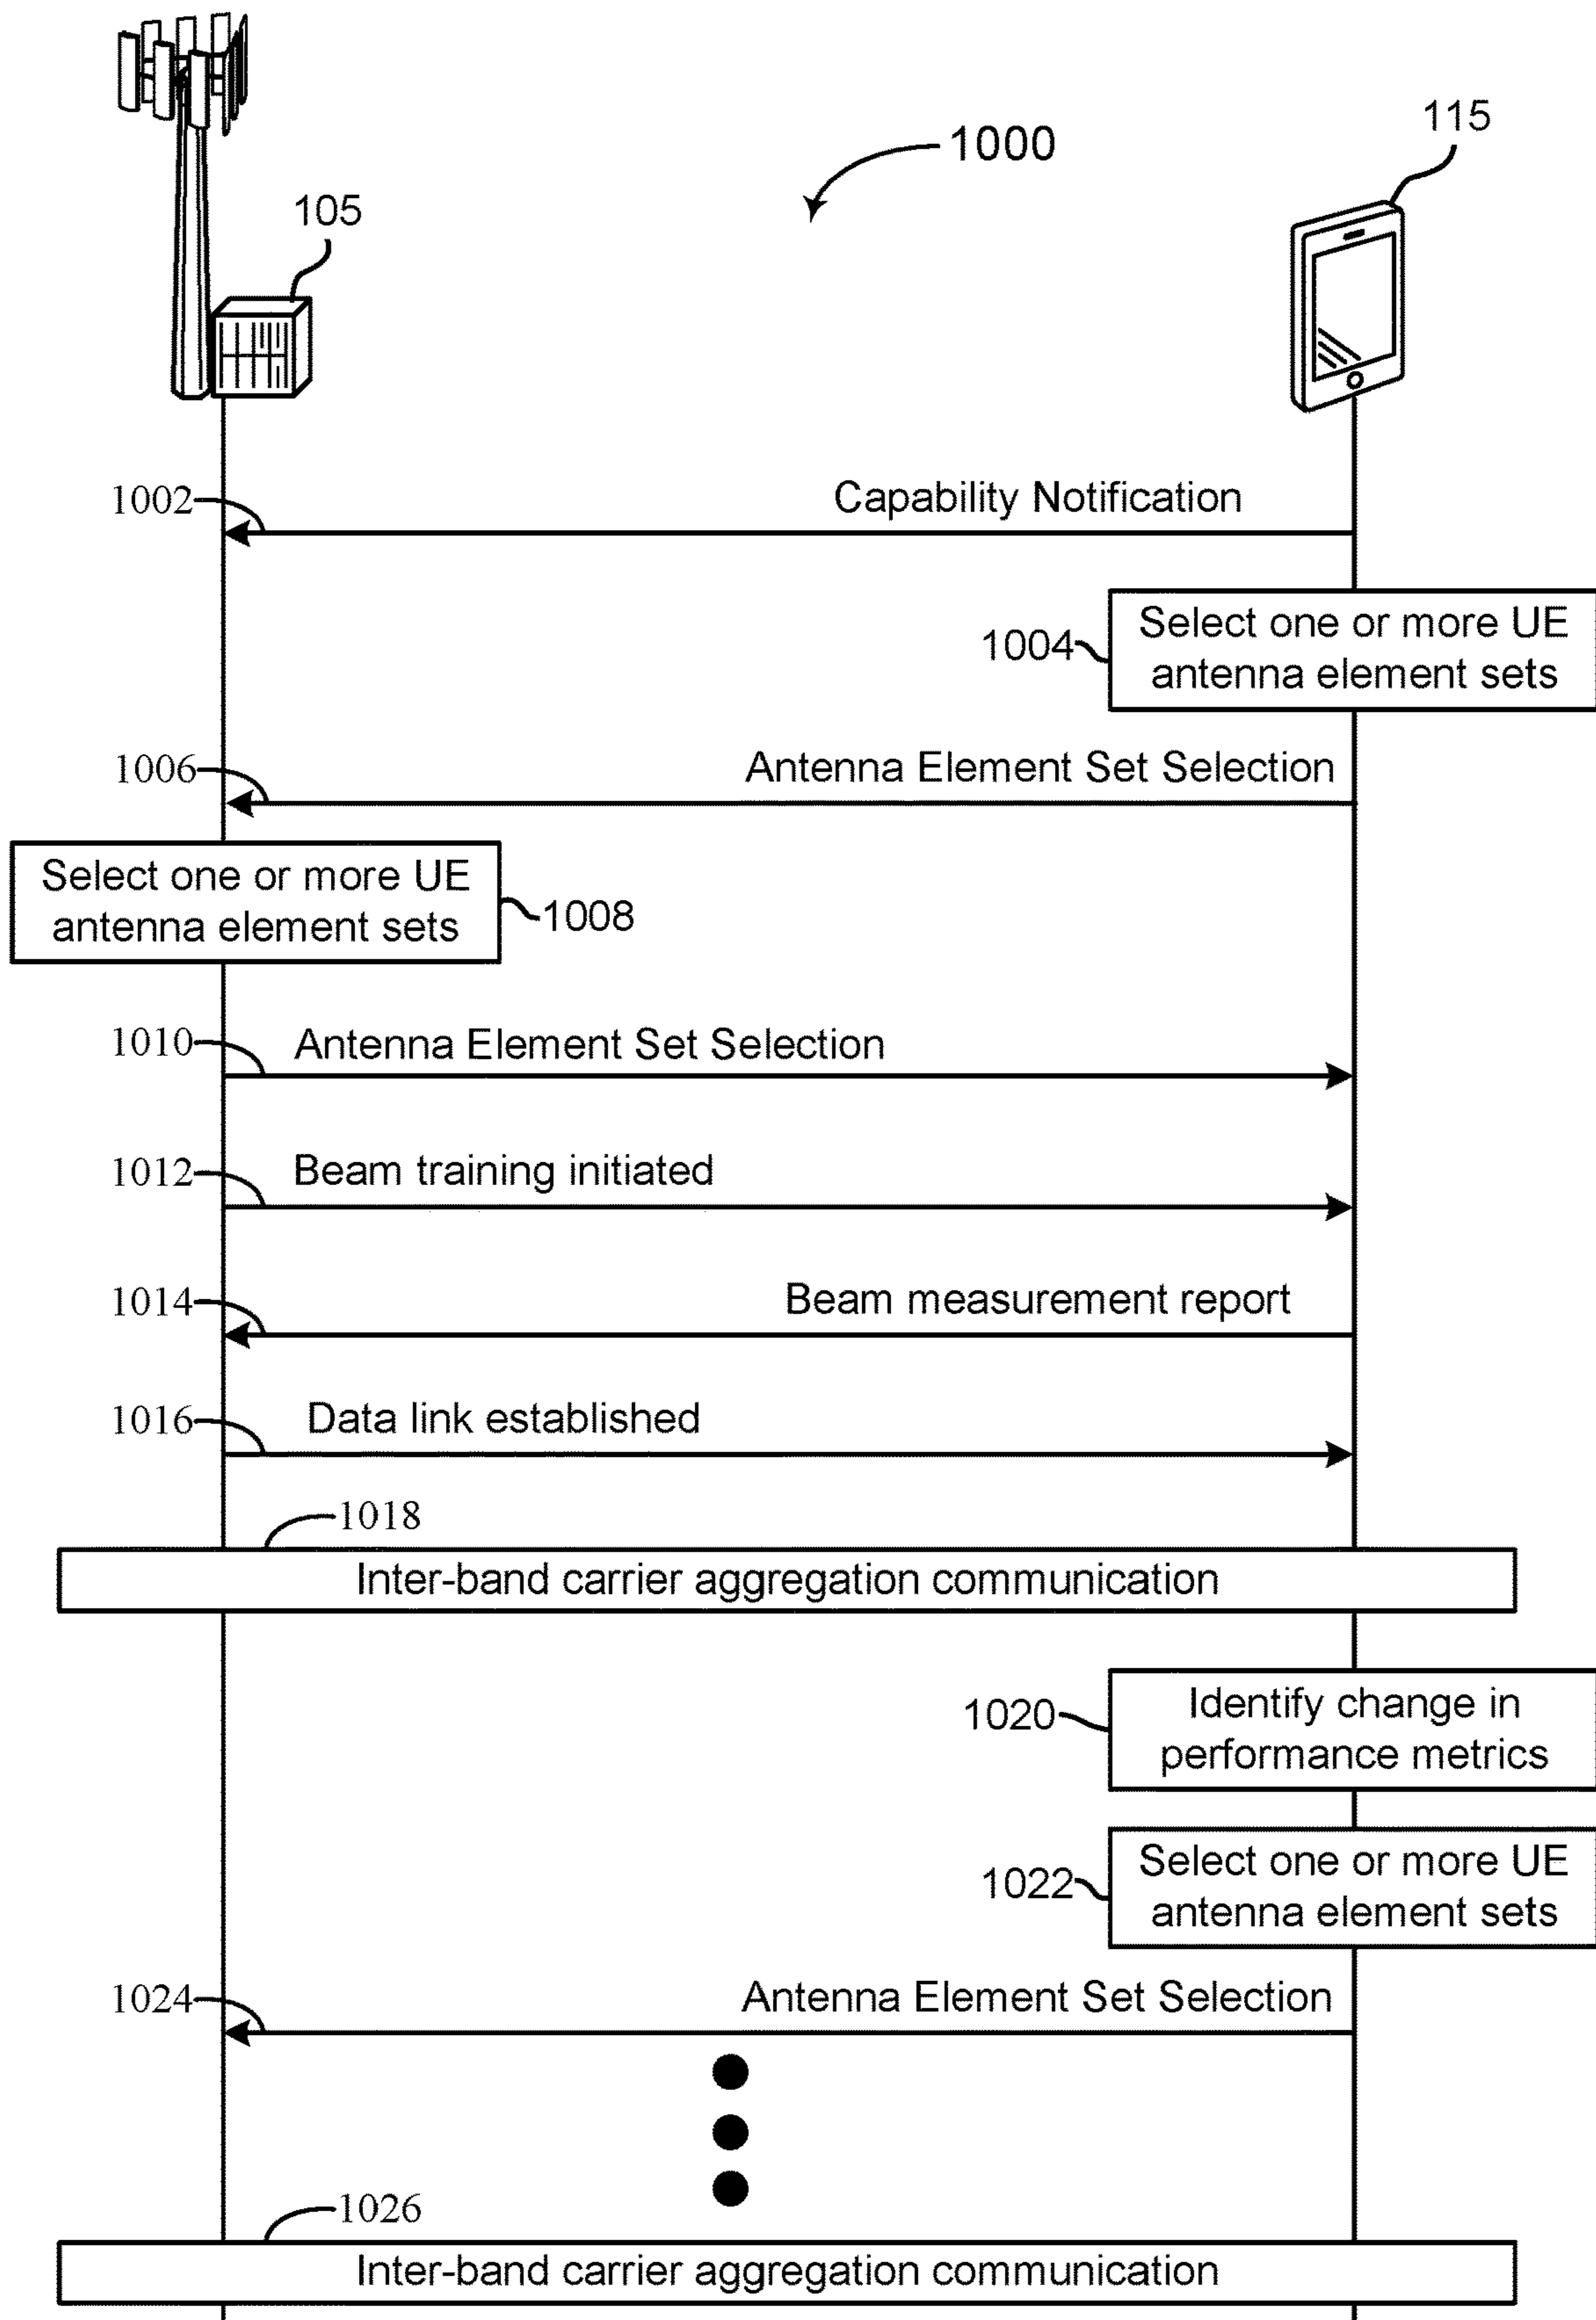 1000
115
105
1002
Capability Notification
1004
Select one or more UE
antenna element sets
1006
Antenna Element Set Selection
Select one or more UE
antenna element sets
1008
1010
Antenna Element Set Selection
1012
Beam training initiated
1014
Beam measurement report
1016
Data link established
1018
Inter-band carrier aggregation communication
1020
Identify change in
performance metrics
1022
Select one or more UE
antenna element sets
1024
Antenna Element Set Selection
1026
Inter-band carrier aggregation communication